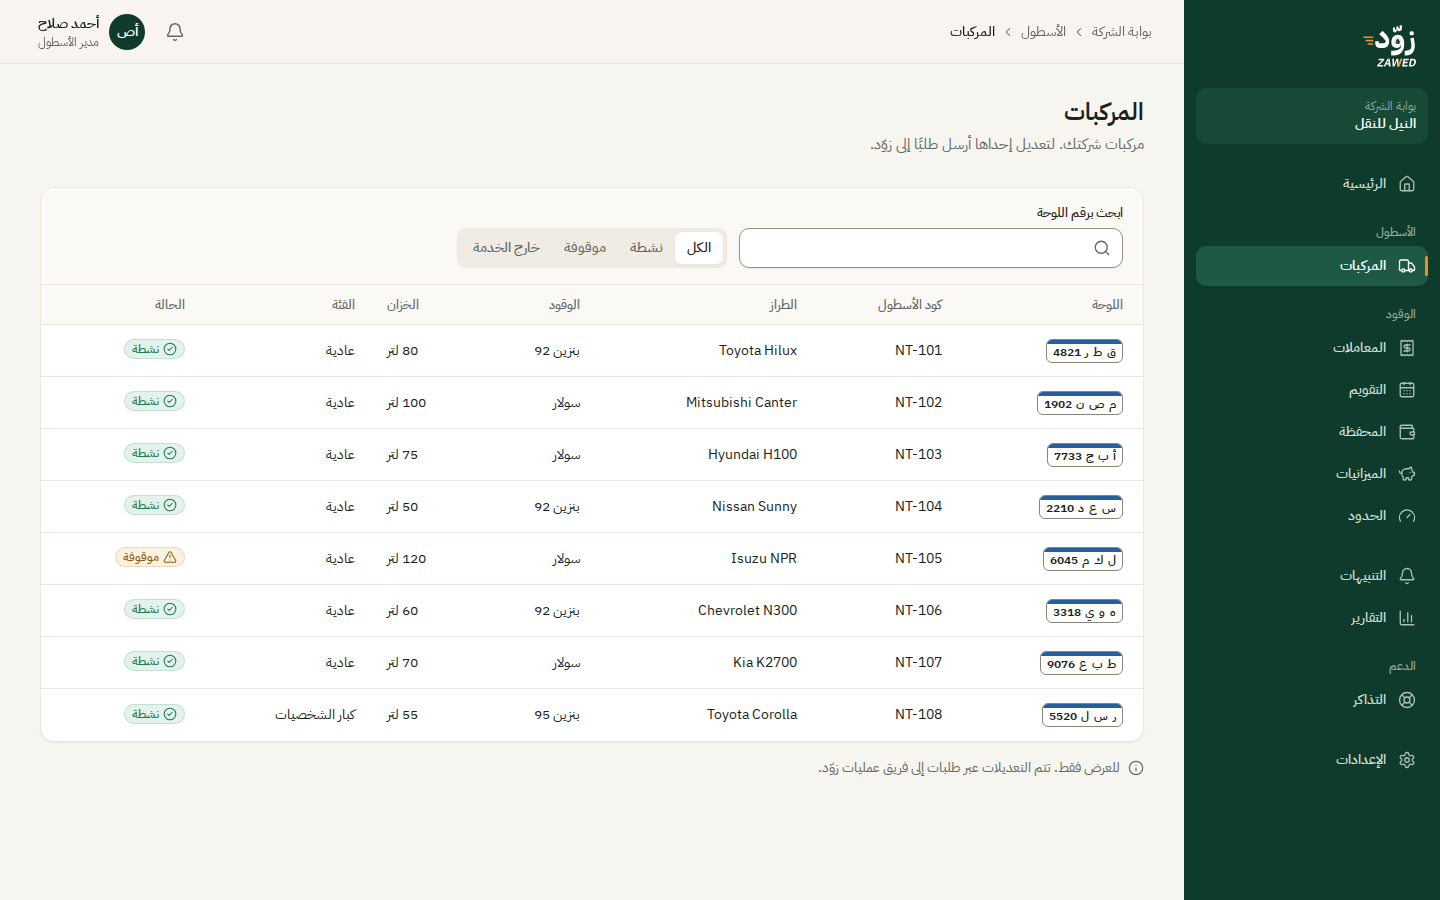 زوّد
ZAWED
بوابة الشركة
النيل للنقل
الرئيسية
الأسطول
المركبات
الوقود
المعاملات
التقويم
المحفظة
الميزانيات
الحدود
التنبيهات
التقارير
الدعم
التذاكر
الإعدادات
بوابة الشركة › الأسطول › المركبات
أص
أحمد صلاح
مدير الأسطول
المركبات
مركبات شركتك. لتعديل إحداها أرسل طلبًا إلى زوّد.
ابحث برقم اللوحة
الكل نشطة موقوفة خارج الخدمة
اللوحة كود الأسطول الطراز الوقود الخزان الفئة الحالة
ق ط ر 4821 NT-101 Toyota Hilux بنزين 92 80 لتر عادية نشطة
م ص ن 1902 NT-102 Mitsubishi Canter سولار 100 لتر عادية نشطة
أ ب ج 7733 NT-103 Hyundai H100 سولار 75 لتر عادية نشطة
س ع د 2210 NT-104 Nissan Sunny بنزين 92 50 لتر عادية نشطة
ل ك م 6045 NT-105 Isuzu NPR سولار 120 لتر عادية موقوفة
ه و ي 3318 NT-106 Chevrolet N300 بنزين 92 60 لتر عادية نشطة
ط ب ع 9076 NT-107 Kia K2700 سولار 70 لتر عادية نشطة
ر س ل 5520 NT-108 Toyota Corolla بنزين 95 55 لتر كبار الشخصيات نشطة
للعرض فقط. تتم التعديلات عبر طلبات إلى فريق عمليات زوّد.